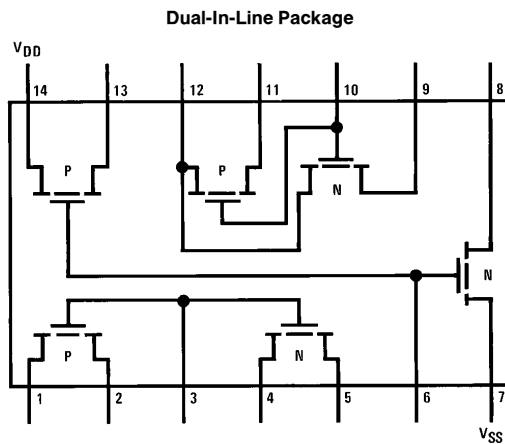 Dual-In-Line Package
VDD
14 13 12 11 10 9 8
P P N
N
P N
1 2 3 4 5 6 7
VSS